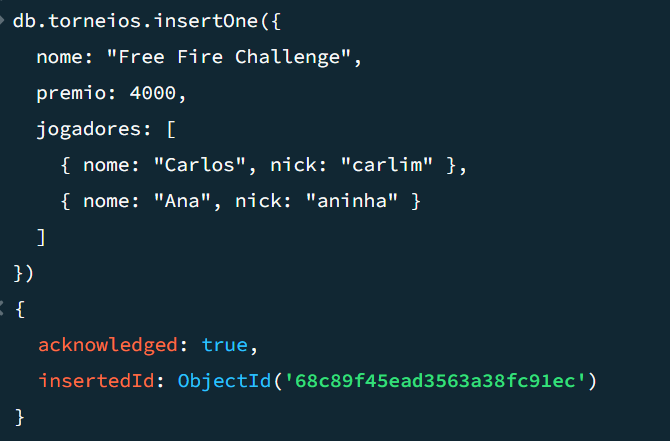 db.torneios.insertOne({
nome: "Free Fire Challenge",
premio: 4000,
jogadores: [
{ nome: "Carlos", nick: "carlim" },
{ nome: "Ana", nick: "aninha" }
]
})
{
acknowledged: true,
insertedId: ObjectId('68c89f45ead3563a38fc91ec')
}